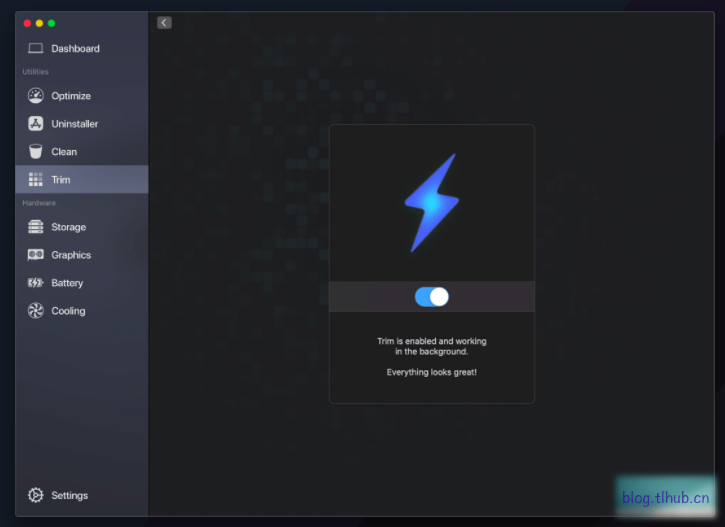 Dashboard
Utilities
Optimize
Uninstaller
Clean
Trim
Hardware
Storage
Graphics
Battery
Cooling
Settings
Trim is enabled and working
in the background.
Everything looks great!
blog.tlhub.cn